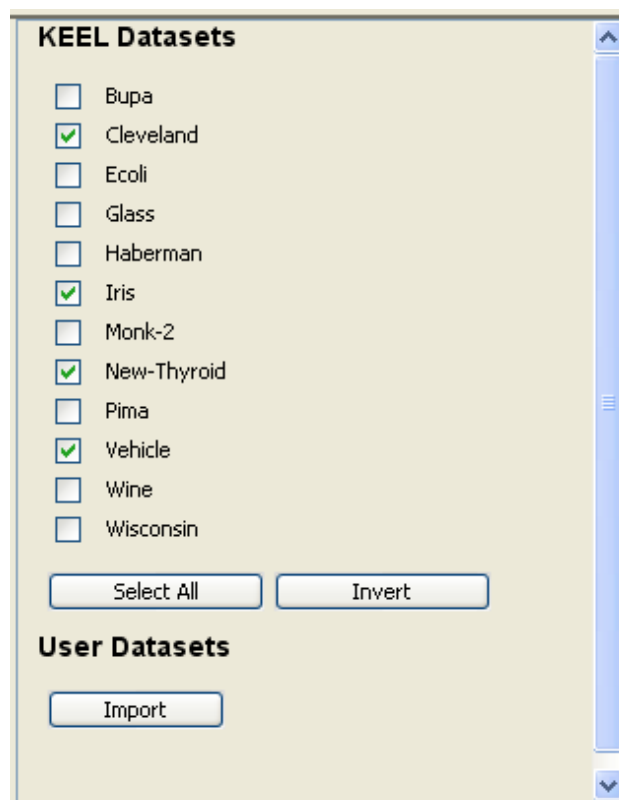 KEEL Datasets
Bupa
Cleveland
Ecoli
Glass
Haberman
Iris
Monk-2
New-Thyroid
Pima
Vehicle
Wine
Wisconsin
Select All Invert
User Datasets
Import